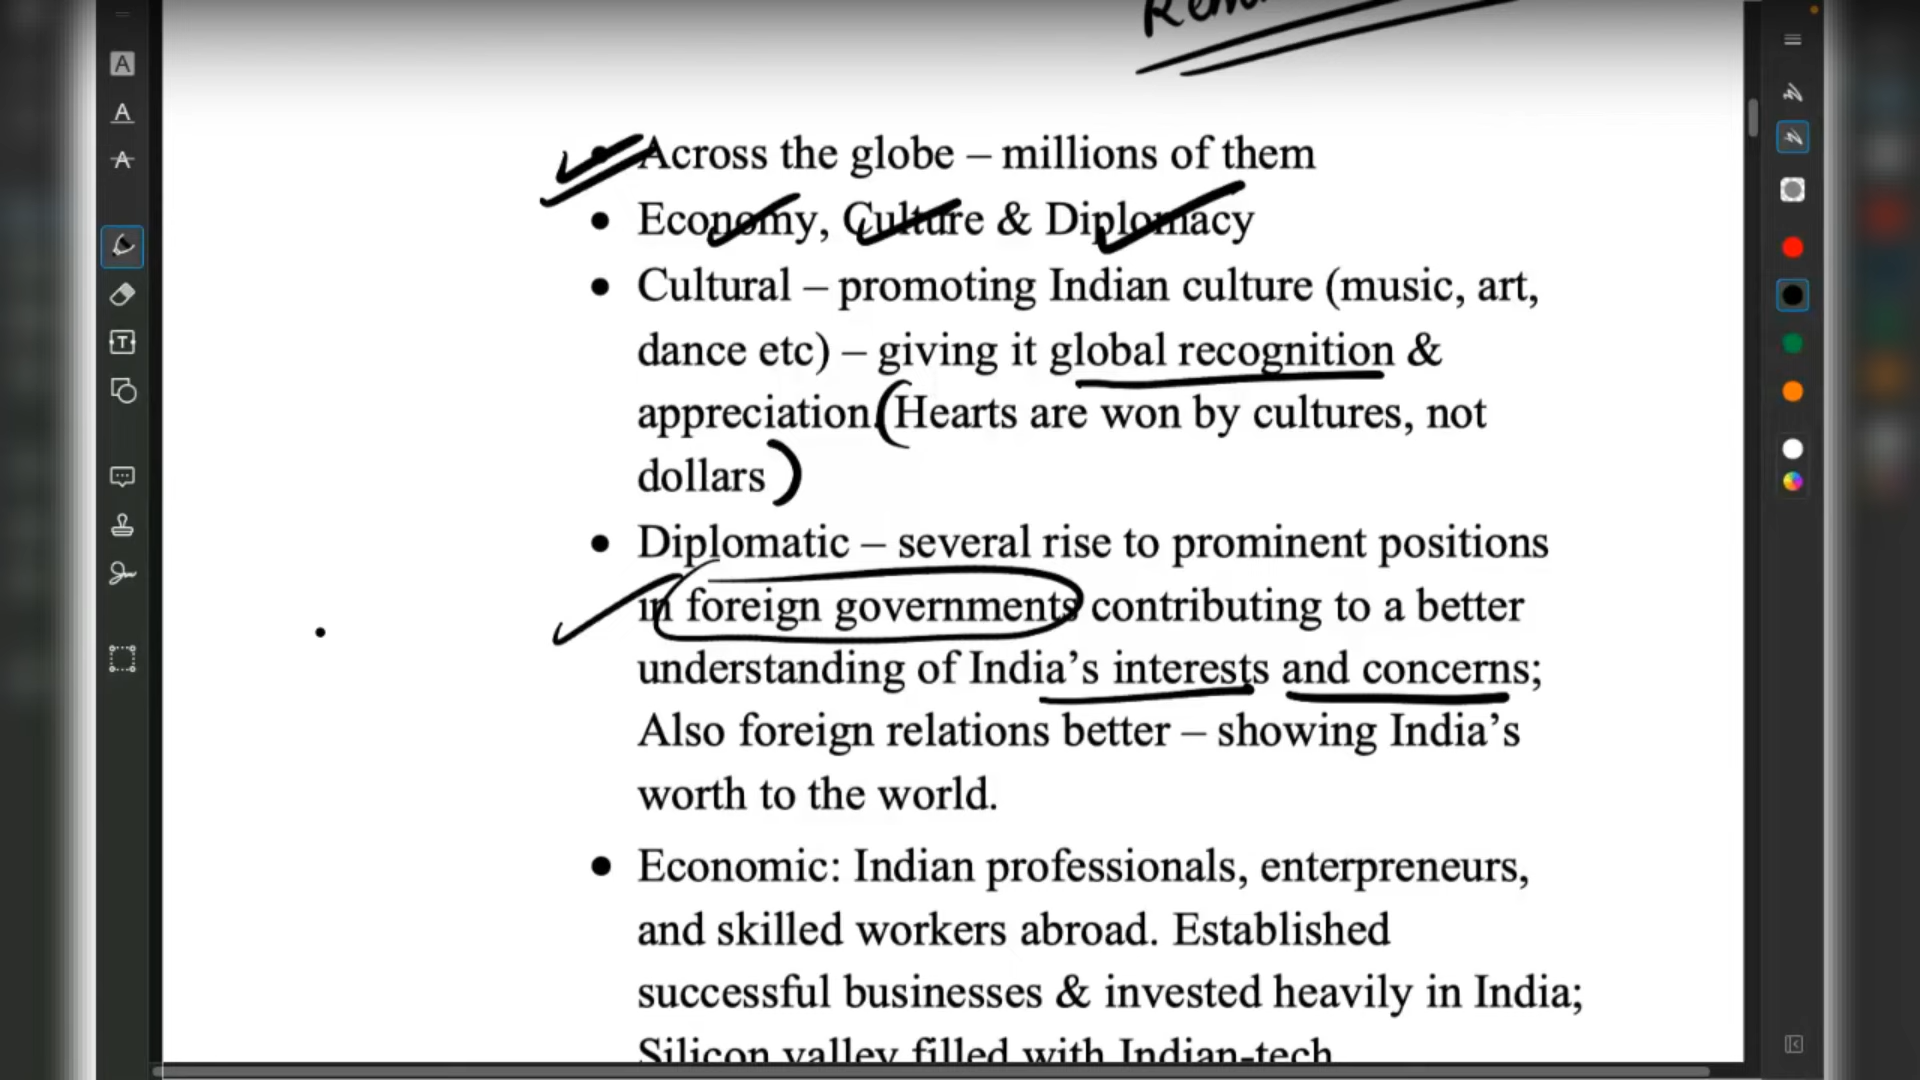 • Across the globe – millions of them
• Economy, Culture & Diplomacy
• Cultural – promoting Indian culture (music, art,
dance etc) – giving it global recognition &
appreciation. (Hearts are won by cultures, not
dollars)
• Diplomatic – several rise to prominent positions
in foreign governments contributing to a better
understanding of India’s interests and concerns;
Also foreign relations better – showing India’s
worth to the world.
• Economic: Indian professionals, enterpreneurs,
and skilled workers abroad. Established
successful businesses & invested heavily in India;
Silicon valley filled with Indian-tech